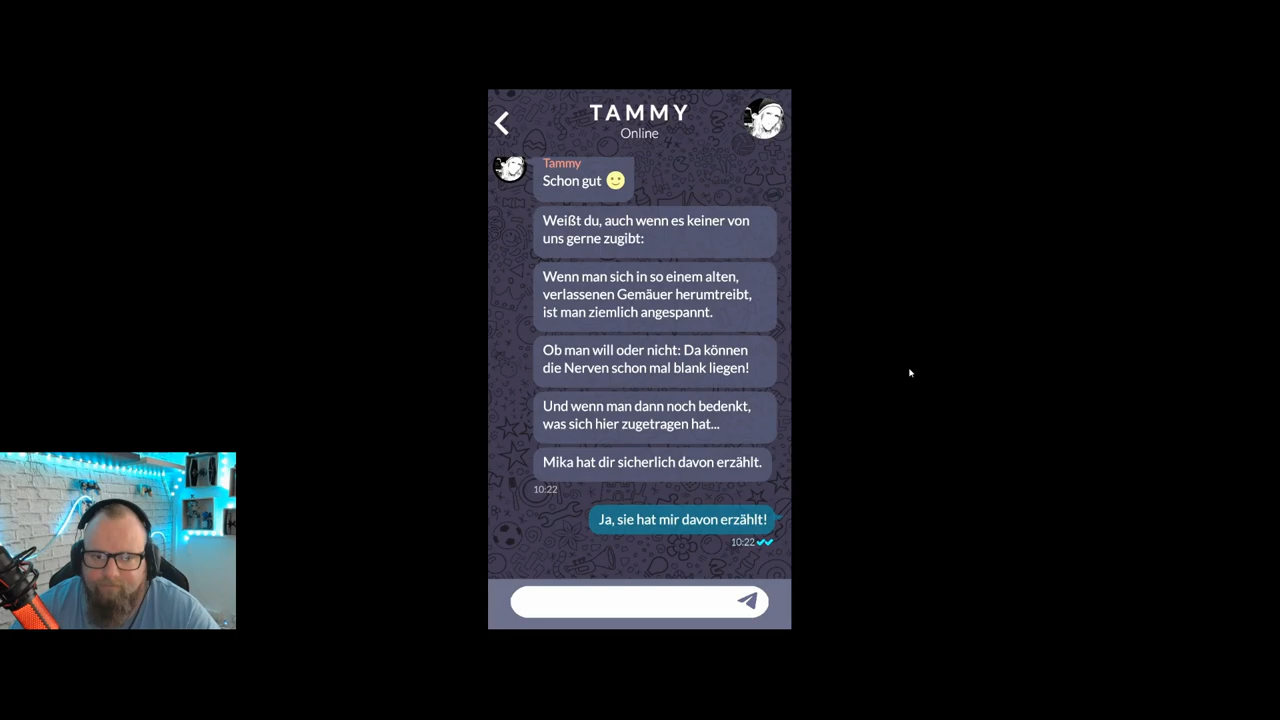 TAMMY
Online
Tammy
Schon gut
Weißt du, auch wenn es keiner von
uns gerne zugibt:
Wenn man sich in so einem alten,
verlassenen Gemäuer herumtreibt,
ist man ziemlich angespannt.
Ob man will oder nicht: Da können
die Nerven schon mal blank liegen!
Und wenn man dann noch bedenkt,
was sich hier zugetragen hat...
Mika hat dir sicherlich davon erzählt.
10:22
Ja, sie hat mir davon erzählt!
10:22